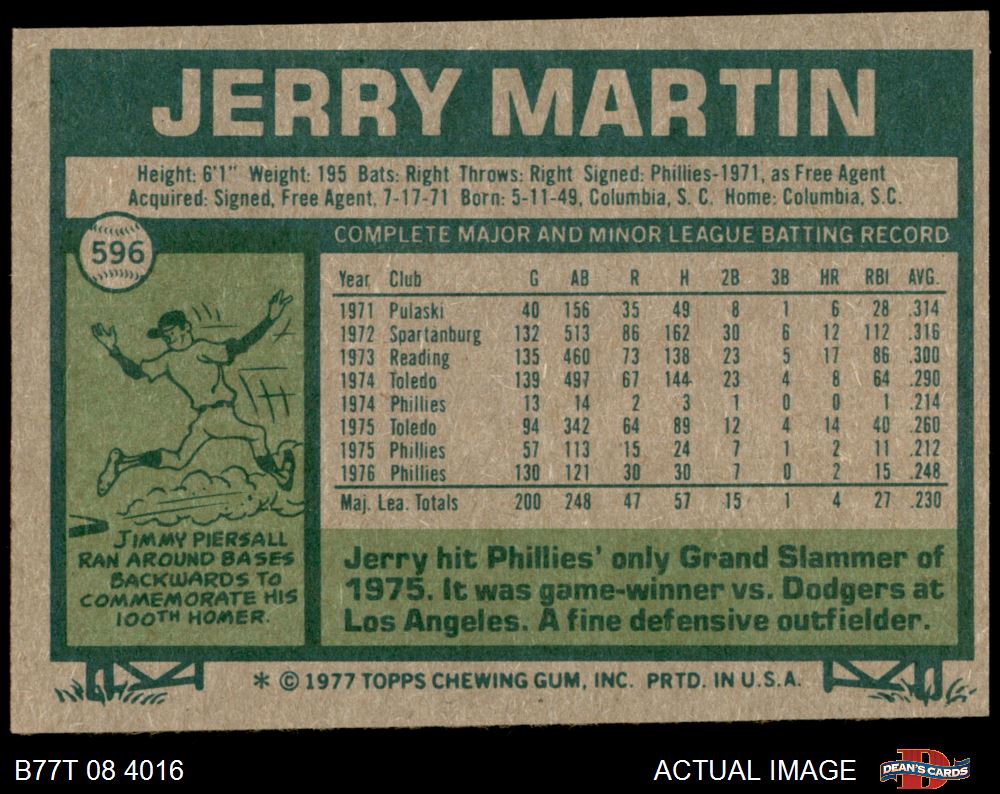 JERRY MARTIN
Height: 6'1" Weight: 195 Bats: Right Throws: Right Signed: Phillies-1971, as Free Agent
Acquired: Signed, Free Agent, 7-17-71 Born: 5-11-49, Columbia, S. C. Home: Columbia, S.C.
596
COMPLETE MAJOR AND MINOR LEAGUE BATTING RECORD
Year Club G AB R H 2B 3B HR RBI AVG.
1971 Pulaski 40 156 35 49 8 1 6 28 .314
1972 Spartanburg 132 513 86 162 30 6 12 112 .316
1973 Reading 135 460 73 138 23 5 17 86 .300
1974 Toledo 139 497 67 144 23 4 8 64 .290
1974 Phillies 13 14 2 3 1 0 0 1 .214
1975 Toledo 94 342 64 89 12 4 14 40 .260
1975 Phillies 57 113 15 24 7 1 2 11 .212
1976 Phillies 130 121 30 30 7 0 2 15 .248
Maj. Lea. Totals 200 248 47 57 15 1 4 27 .230
JIMMY PIERSALL
RAN AROUND BASES
BACKWARDS TO
COMMEMORATE HIS
100TH HOMER.
Jerry hit Phillies' only Grand Slammer of
1975. It was game-winner vs. Dodgers at
Los Angeles. A fine defensive outfielder.
* © 1977 TOPPS CHEWING GUM, INC. PRTD. IN U.S.A.
B77T 08 4016
ACTUAL IMAGE
D
DEAN'S CARDS